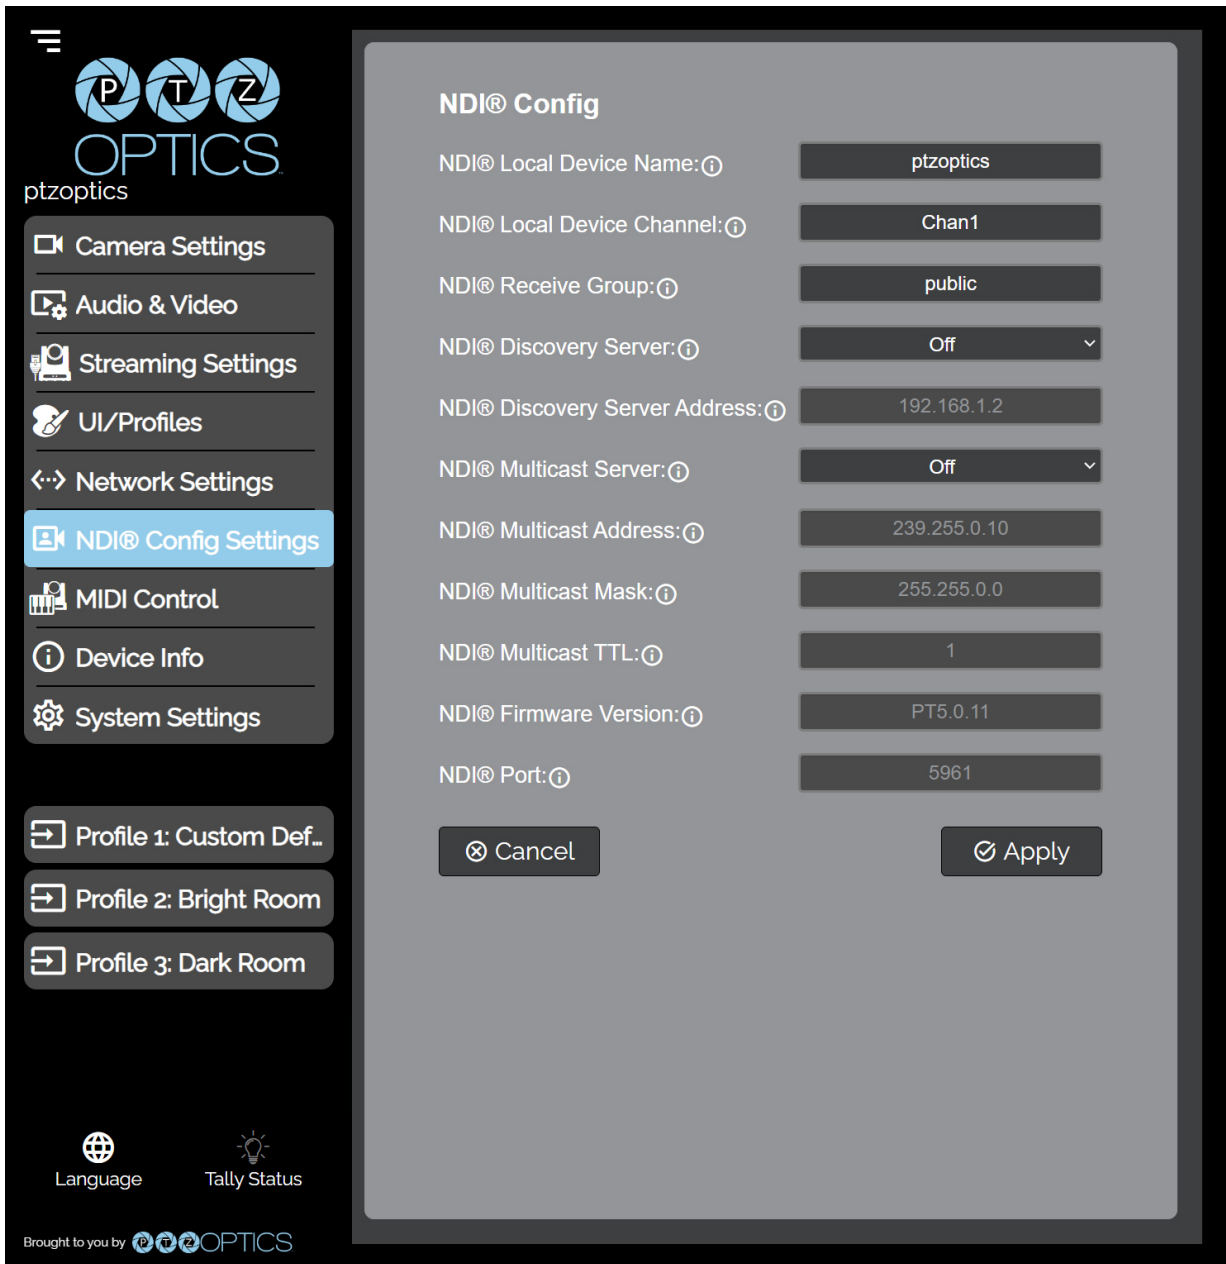 PTZ
OPTICS
ptzoptics
Camera Settings
Audio & Video
Streaming Settings
UI/Profiles
Network Settings
NDI® Config Settings
MIDI Control
Device Info
System Settings
Profile 1: Custom Def...
Profile 2: Bright Room
Profile 3: Dark Room
Language
Tally Status
Brought to you by PTZOPTICS
NDI® Config
NDI® Local Device Name: ptzoptics
NDI® Local Device Channel: Chan1
NDI® Receive Group: public
NDI® Discovery Server: Off
NDI® Discovery Server Address: 192.168.1.2
NDI® Multicast Server: Off
NDI® Multicast Address: 239.255.0.10
NDI® Multicast Mask: 255.255.0.0
NDI® Multicast TTL: 1
NDI® Firmware Version: PT5.0.11
NDI® Port: 5961
Cancel
Apply